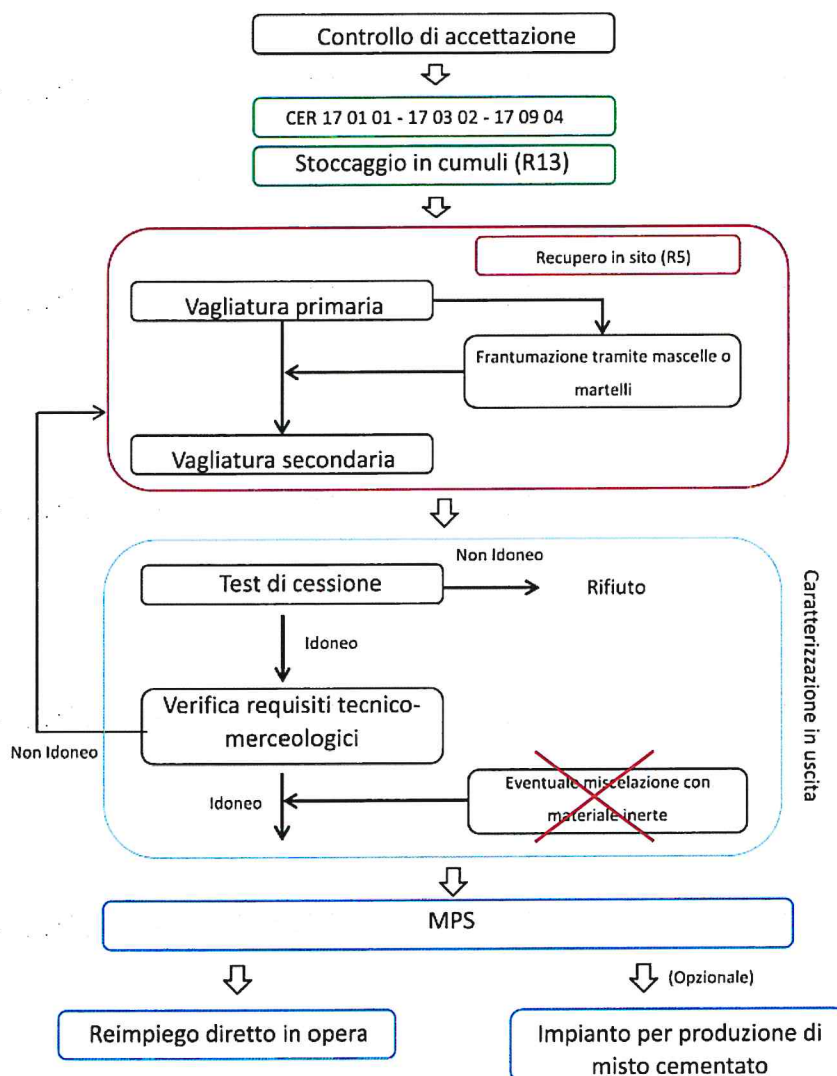 Controllo di accettazione
CER 17 01 01 - 17 03 02 - 17 09 04
Stoccaggio in cumuli (R13)
Recupero in sito (R5)
Vagliatura primaria
Frantumazione tramite mascelle o
martelli
Vagliatura secondaria
Non Idoneo
Test di cessione
Rifiuto
Idoneo
Verifica requisiti tecnico-
merceologici
Non Idoneo
Idoneo
Eventuale miscelazione con
materiale inerte
Caratterizzazione in uscita
MPS
(Opzionale)
Reimpiego diretto in opera
Impianto per produzione di
misto cementato